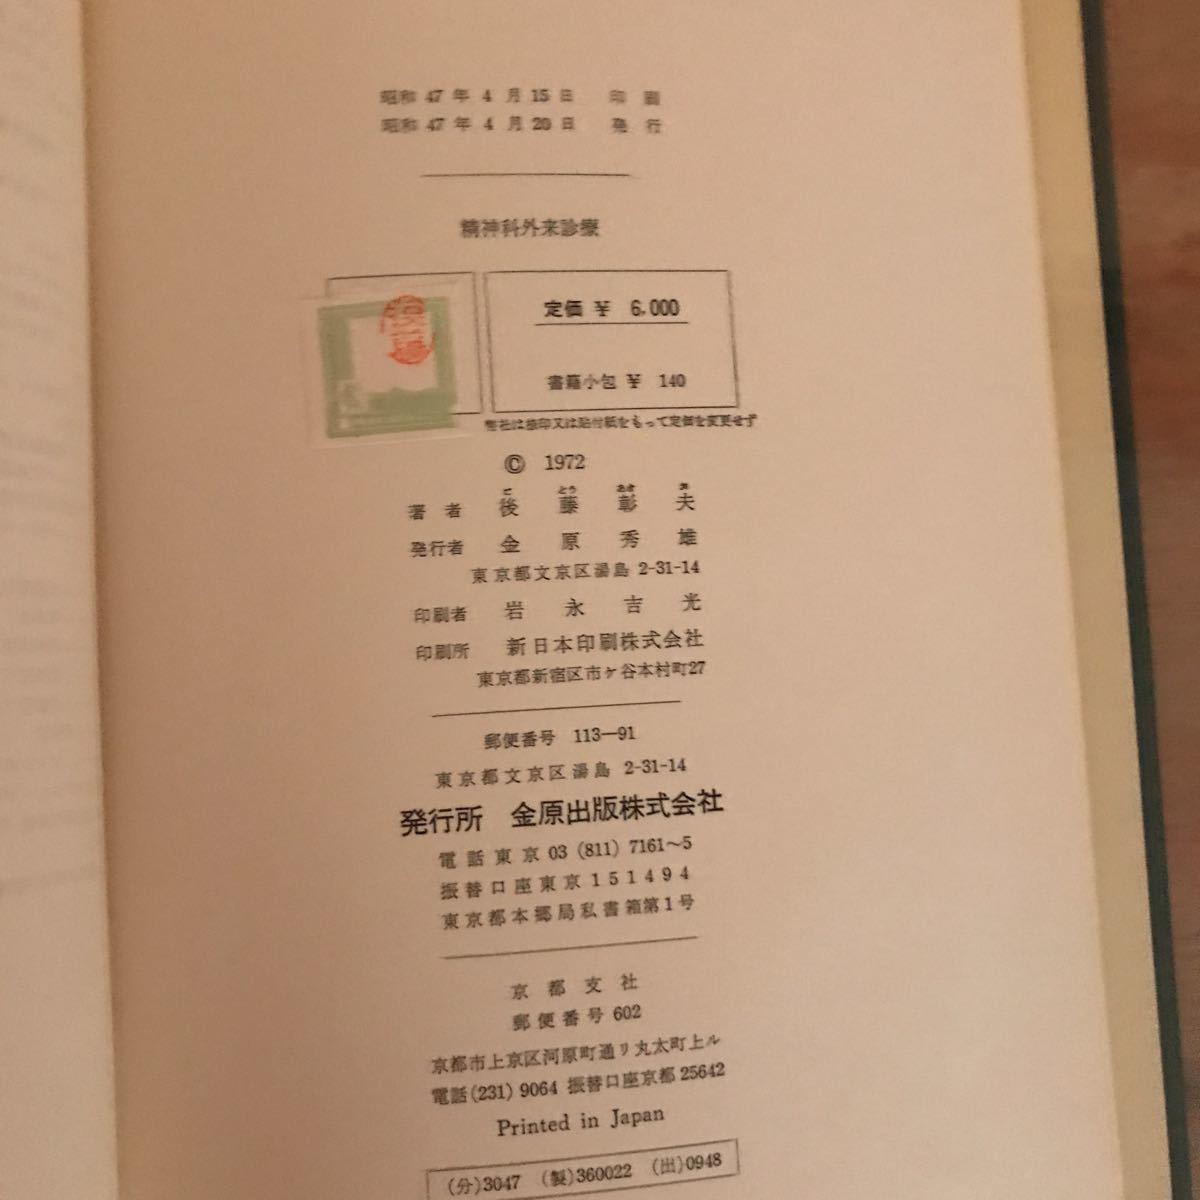 昭和 47 年 4 月 15 日 印 刷
昭和 47 年 4 月 20 日 発 行
精神科外来診療
定価 ¥ 6,000
書籍小包 ¥ 140
弊社は捺印又は貼付紙をもって定価を変更せず
© 1972
ご とう あき お
著 者 後 藤 彰 夫
発行者 金 原 秀 雄
東京都文京区湯島 2-31-14
印刷者 岩 永 吉 光
印刷所 新日本印刷株式会社
東京都新宿区市ヶ谷本村町27
郵便番号 113—91
東京都文京区湯島 2-31-14
発行所 金原出版株式会社
電話東京 03 (811) 7161〜5
振替口座東京 151494
東京都本郷局私書箱第1号
京 都 支 社
郵便番号 602
京都市上京区河原町通リ丸太町上ル
電話(231) 9064 振替口座京都 25642
Printed in Japan
(分)3047 (製)360022 (出)0948